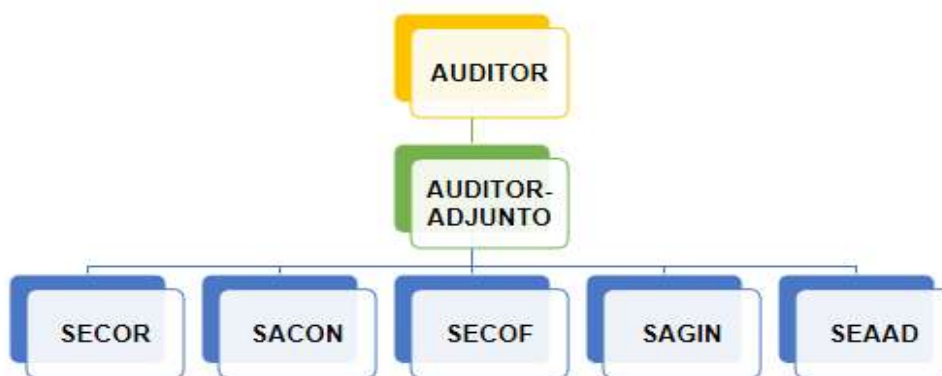 AUDITOR
AUDITOR-
ADJUNTO
SECOR
SACON
SECOF
SAGIN
SEAAD